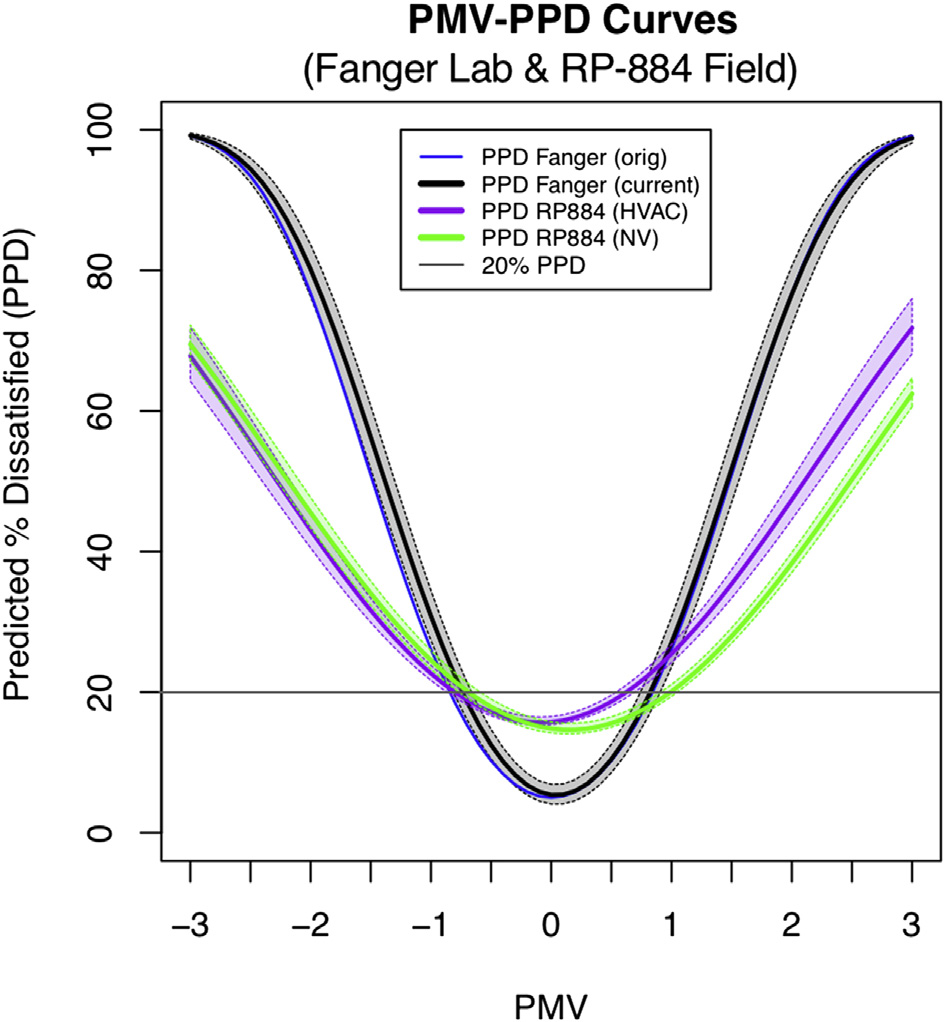 PMV-PPD Curves
(Fanger Lab & RP-884 Field)
Predicted % Dissatisfied (PPD)
100
80
60
40
20
0
PPD Fanger (orig)
PPD Fanger (current)
PPD RP884 (HVAC)
PPD RP884 (NV)
20% PPD
−3
−2
−1
0
1
2
3
PMV